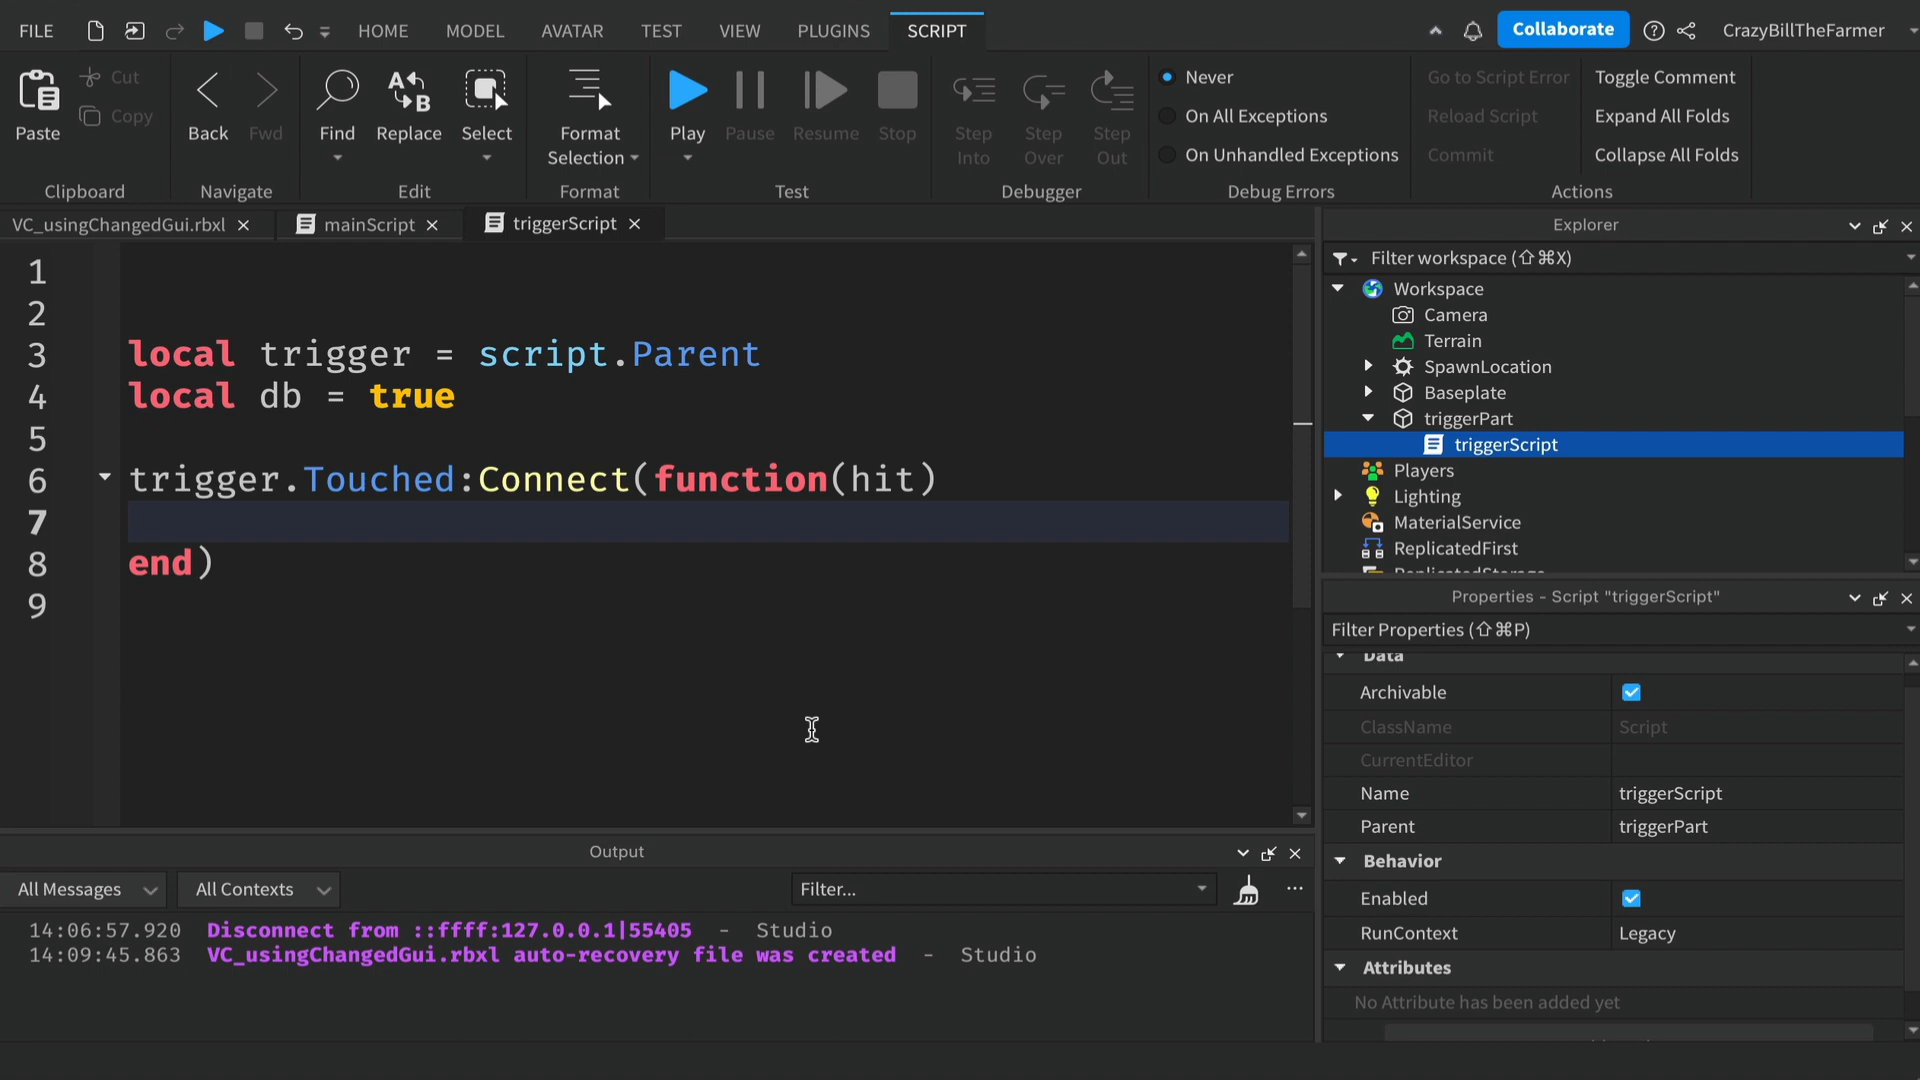 FILE HOME MODEL AVATAR TEST VIEW PLUGINS SCRIPT Collaborate CrazyBillTheFarmer
Paste Cut Copy Clipboard
Back Fwd Navigate
Find Replace Select Edit
Format Selection Format
Play Pause Resume Stop Test
Step Into Step Over Step Out Debugger
Never
On All Exceptions
On Unhandled Exceptions
Debug Errors
Go to Script Error Toggle Comment
Reload Script Expand All Folds
Commit Collapse All Folds
Actions
VC_usingChangedGui.rbxl mainScript triggerScript
1
2
3 local trigger = script.Parent
4 local db = true
5
6 trigger.Touched:Connect(function(hit)
7
8 end)
9
Output
All Messages All Contexts Filter...
14:06:57.920 Disconnect from ::ffff:127.0.0.1|55405 - Studio
14:09:45.863 VC_usingChangedGui.rbxl auto-recovery file was created - Studio
Explorer
Filter workspace (⇧⌘X)
Workspace
Camera
Terrain
SpawnLocation
Baseplate
triggerPart
triggerScript
Players
Lighting
MaterialService
ReplicatedFirst
Properties - Script "triggerScript"
Filter Properties (⇧⌘P)
Data
Archivable
ClassName Script
CurrentEditor
Name triggerScript
Parent triggerPart
Behavior
Enabled
RunContext Legacy
Attributes
No Attribute has been added yet